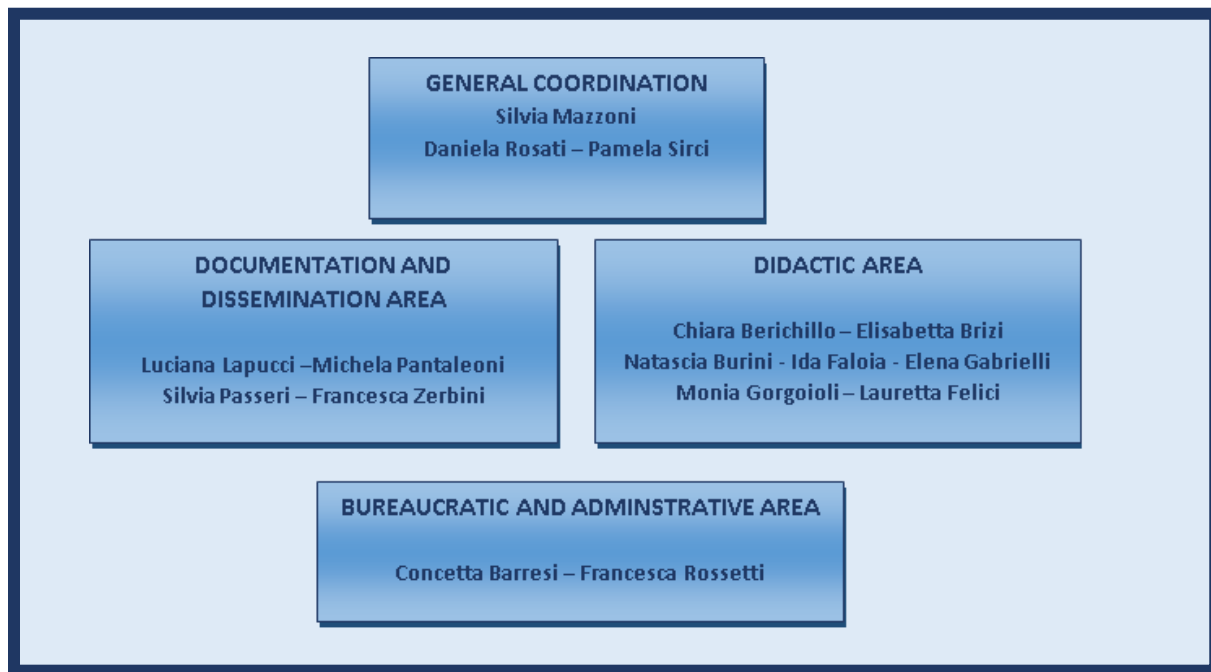 GENERAL COORDINATION
Silvia Mazzoni
Daniela Rosati – Pamela Sirci
DOCUMENTATION AND
DISSEMINATION AREA
Luciana Lapucci –Michela Pantaleoni
Silvia Passeri – Francesca Zerbini
DIDACTIC AREA
Chiara Berichillo – Elisabetta Brizi
Natascia Burini - Ida Faloia - Elena Gabrielli
Monia Gorgoioli – Lauretta Felici
BUREAUCRATIC AND ADMINSTRATIVE AREA
Concetta Barresi – Francesca Rossetti